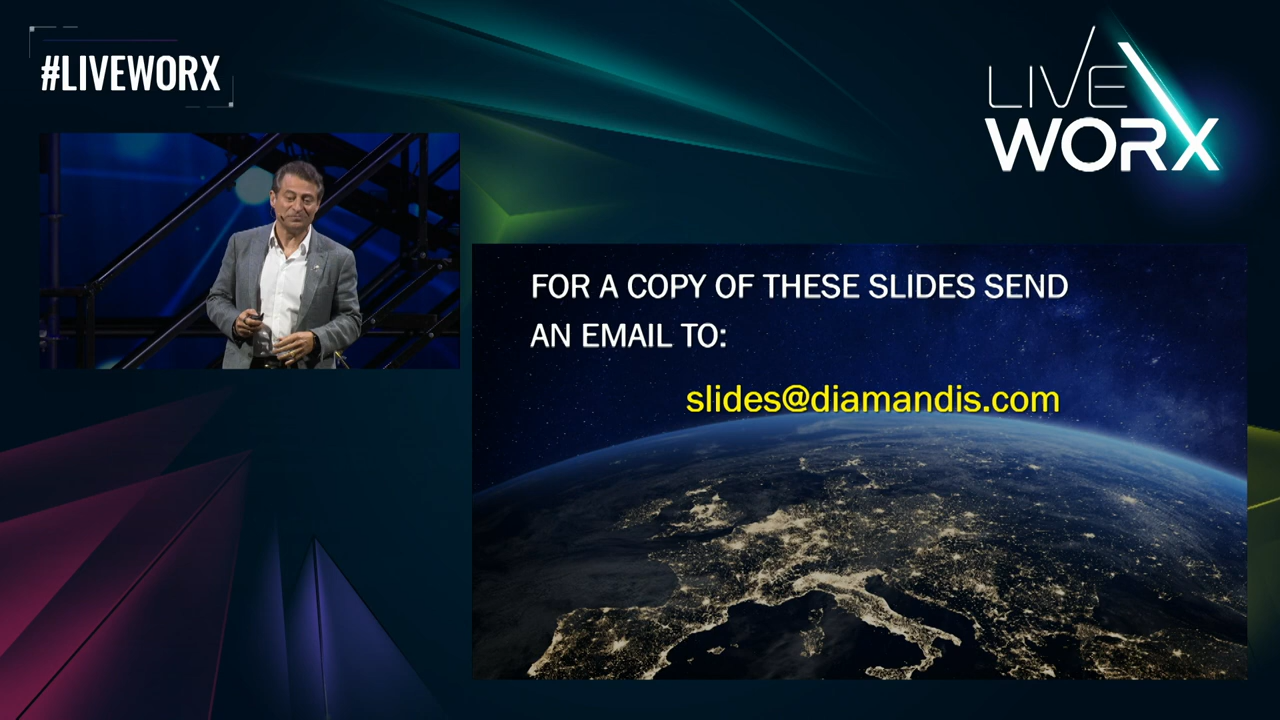 #LIVEWORX
LIVE
WORX
FOR A COPY OF THESE SLIDES SEND
AN EMAIL TO:
slides@diamandis.com